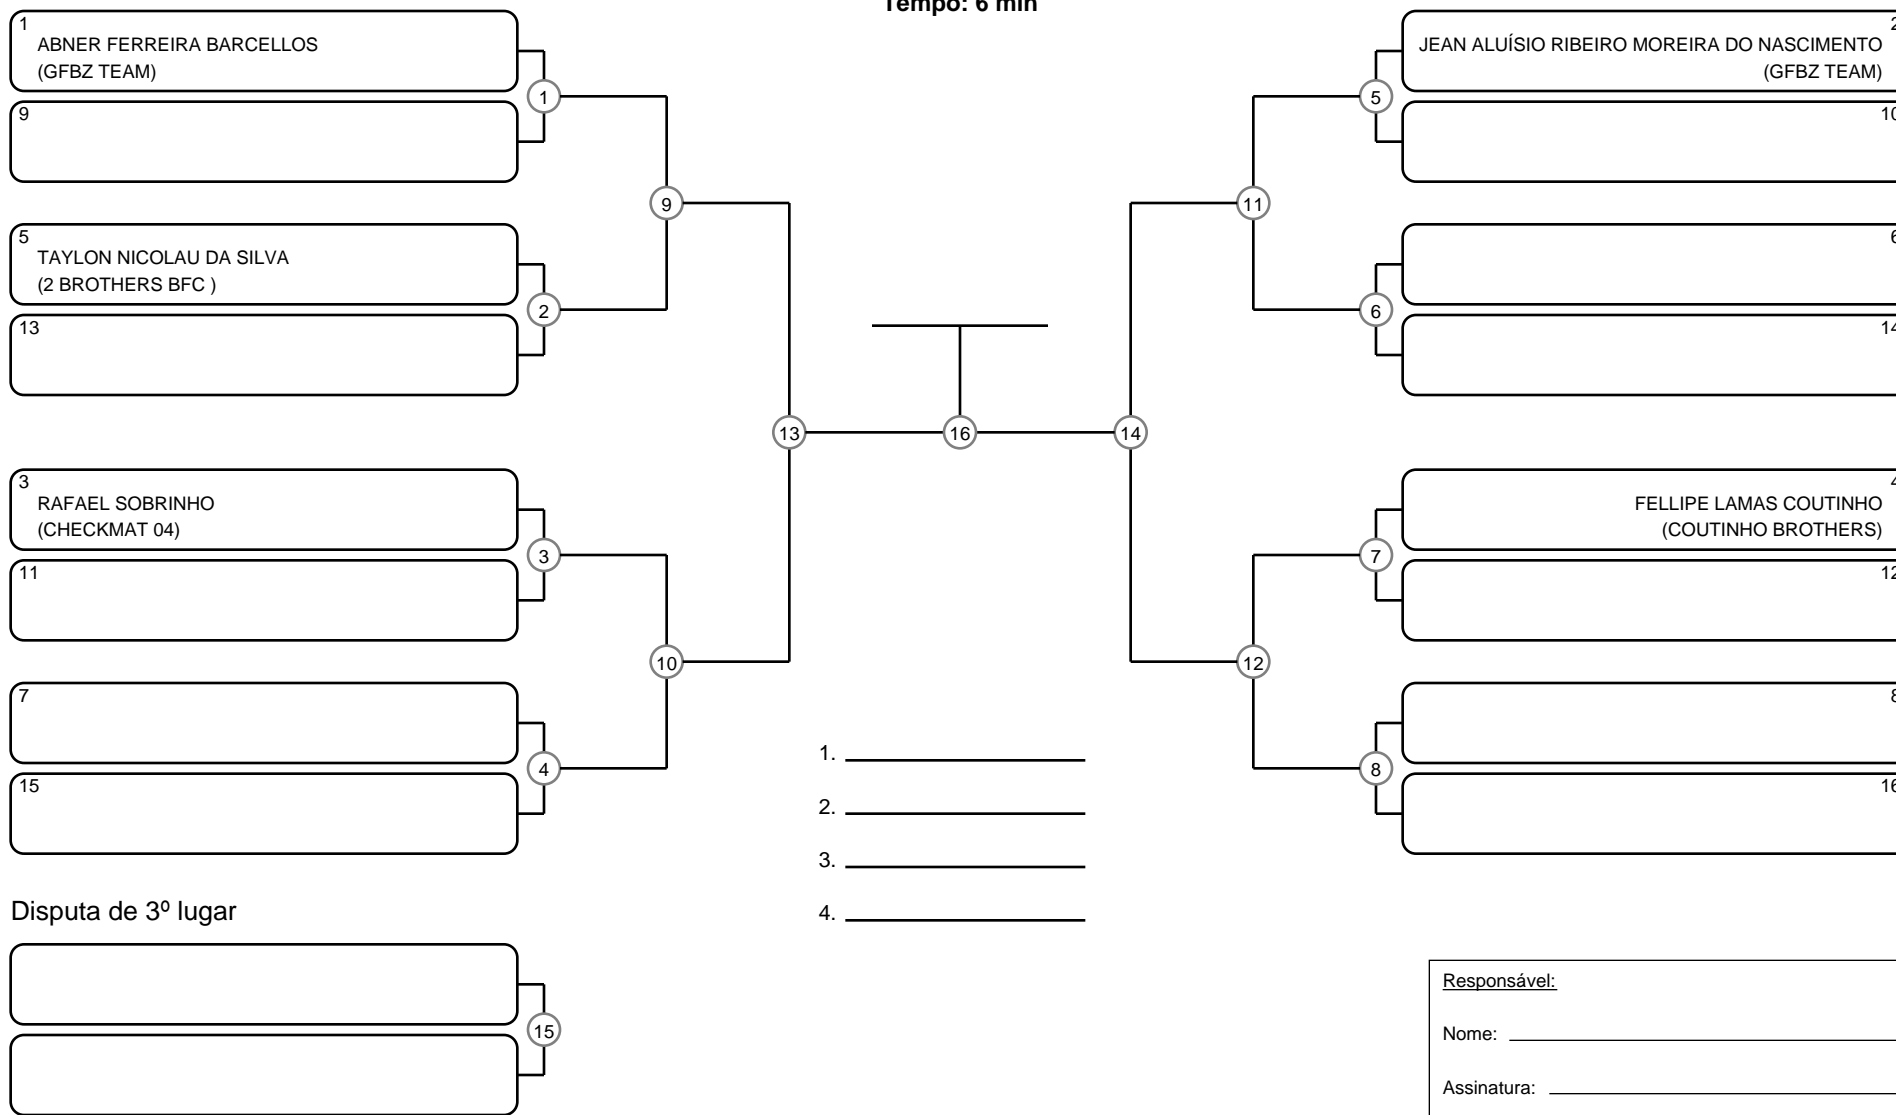 Tempo: 6 min
1
ABNER FERREIRA BARCELLOS
(GFBZ TEAM)
9
1
5
TAYLON NICOLAU DA SILVA
(2 BROTHERS BFC )
13
2
9
3
RAFAEL SOBRINHO
(CHECKMAT 04)
11
3
7
15
4
10
13
16
14
2
JEAN ALUÍSIO RIBEIRO MOREIRA DO NASCIMENTO
(GFBZ TEAM)
10
5
6
14
6
11
4
FELLIPE LAMAS COUTINHO
(COUTINHO BROTHERS)
12
7
8
16
8
12
1.
2.
3.
4.
Disputa de 3º lugar
15
Responsável:
Nome:
Assinatura: